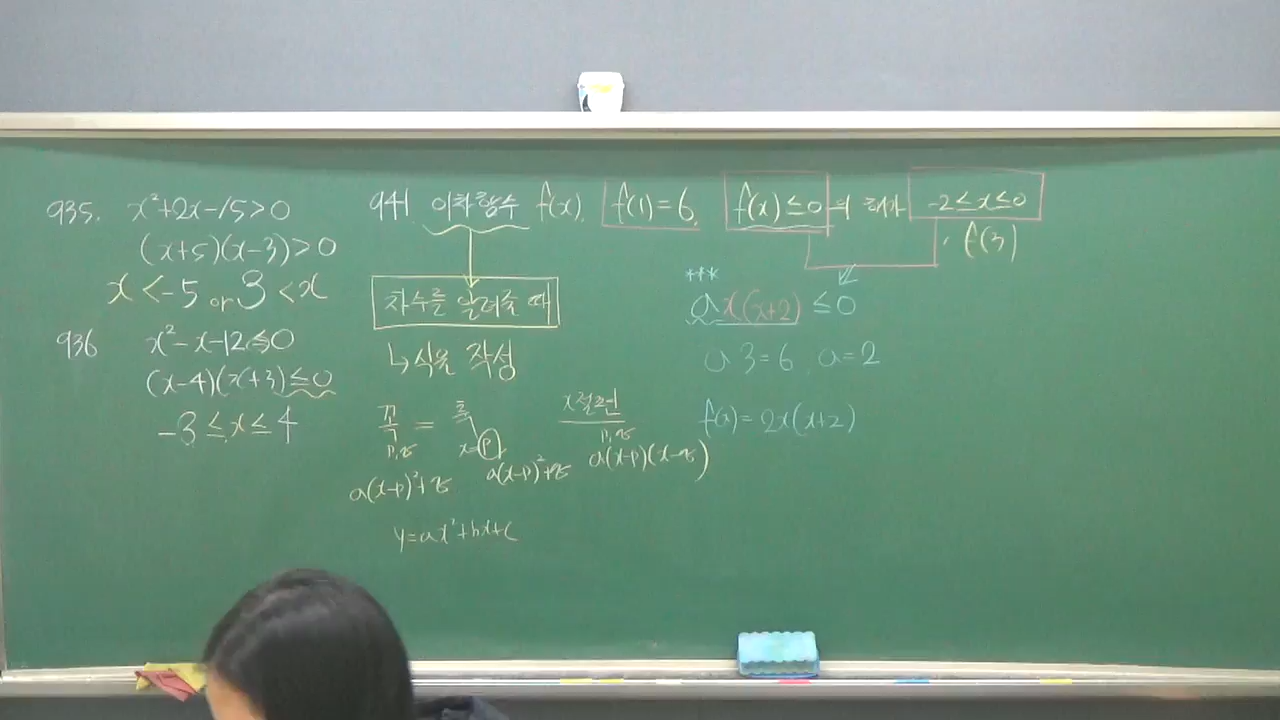 935. x²+2x-15>0
(x+5)(x-3)>0
x<-5 or 3<x
936 x²-x-12≤0
(x-4)(x+3)≤0
-3≤x≤4
941 이차함수 f(x), f(1)=6, f(x)≤0의 해가 -2≤x≤0
, f(3)
차수를 알려줄 때
↳식을 작성
꼭 = 축 x절편
p,q x=p p,q
a(x-p)²+q a(x-p)²+q a(x-p)(x-q)
y=ax²+bx+c
***
ax(x+2)≤0
a3=6, a=2
f(x)=2x(x+2)